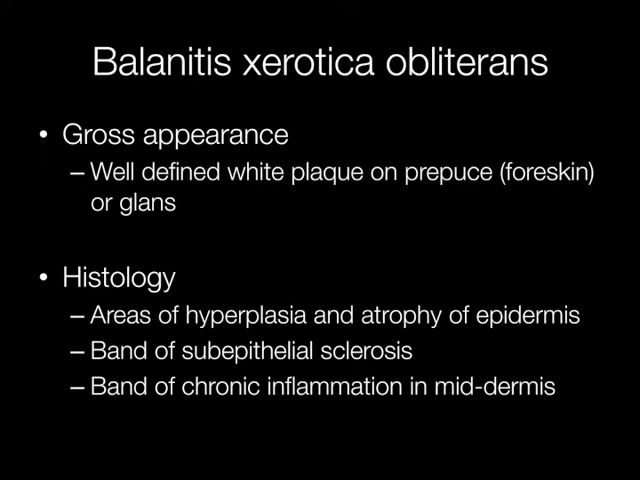 Balanitis xerotica obliterans
• Gross appearance
– Well defined white plaque on prepuce (foreskin)
or glans
• Histology
– Areas of hyperplasia and atrophy of epidermis
– Band of subepithelial sclerosis
– Band of chronic inflammation in mid-dermis